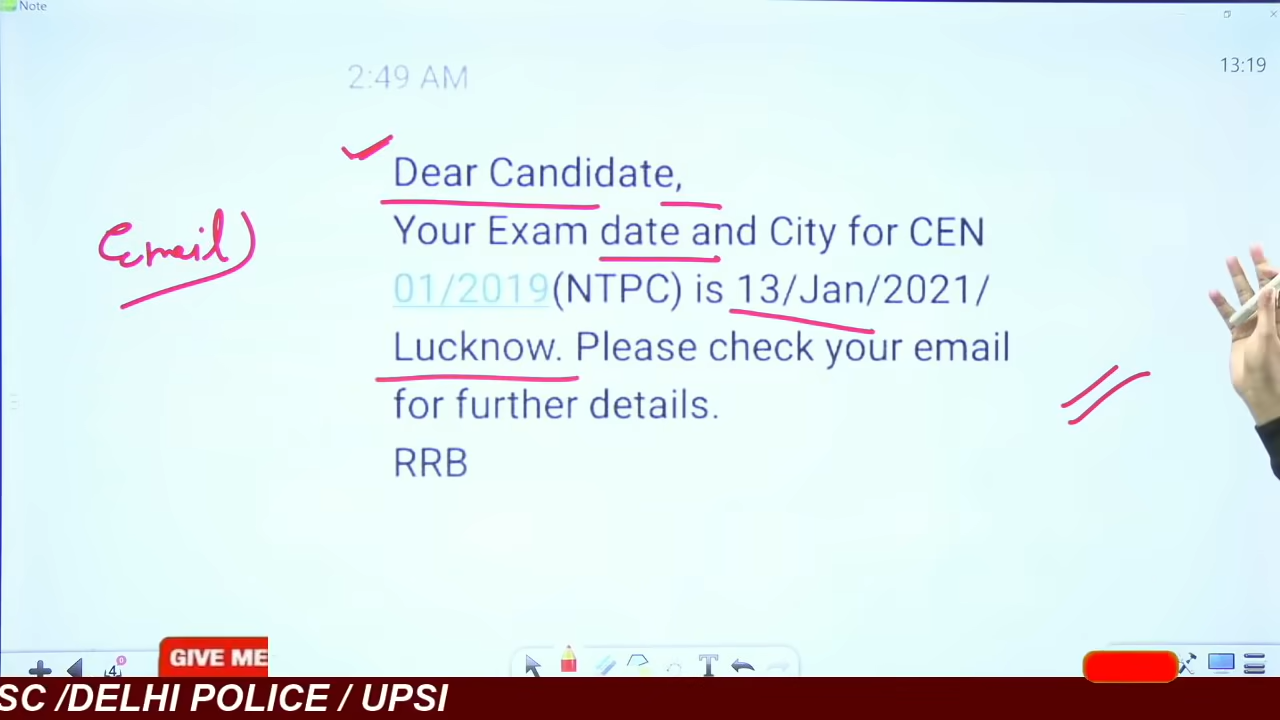 Note
13:19
2:49 AM
Dear Candidate,
Your Exam date and City for CEN
Email)
01/2019(NTPC) is 13/Jan/2021/
Lucknow. Please check your email
for further details.
RRB
4
0
GIVE ME
T
SC /DELHI POLICE / UPSI